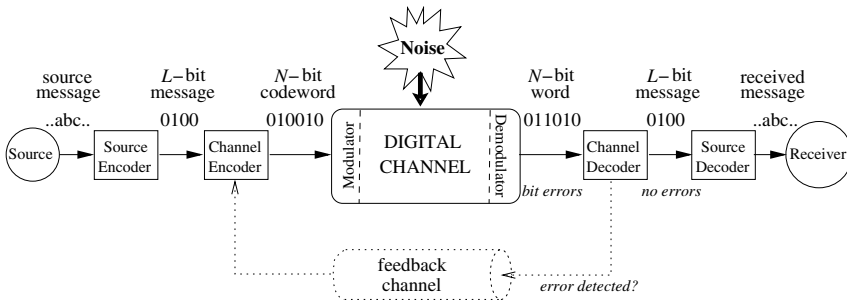 Noise
source
message
..abc..
L-bit
message
0100
N-bit
codeword
010010
N-bit
word
011010
L-bit
message
0100
received
message
..abc..
Source
Source
Encoder
Channel
Encoder
Modulator
DIGITAL
CHANNEL
Demodulator
bit errors
Channel
Decoder
no errors
Source
Decoder
Receiver
feedback
channel
error detected?